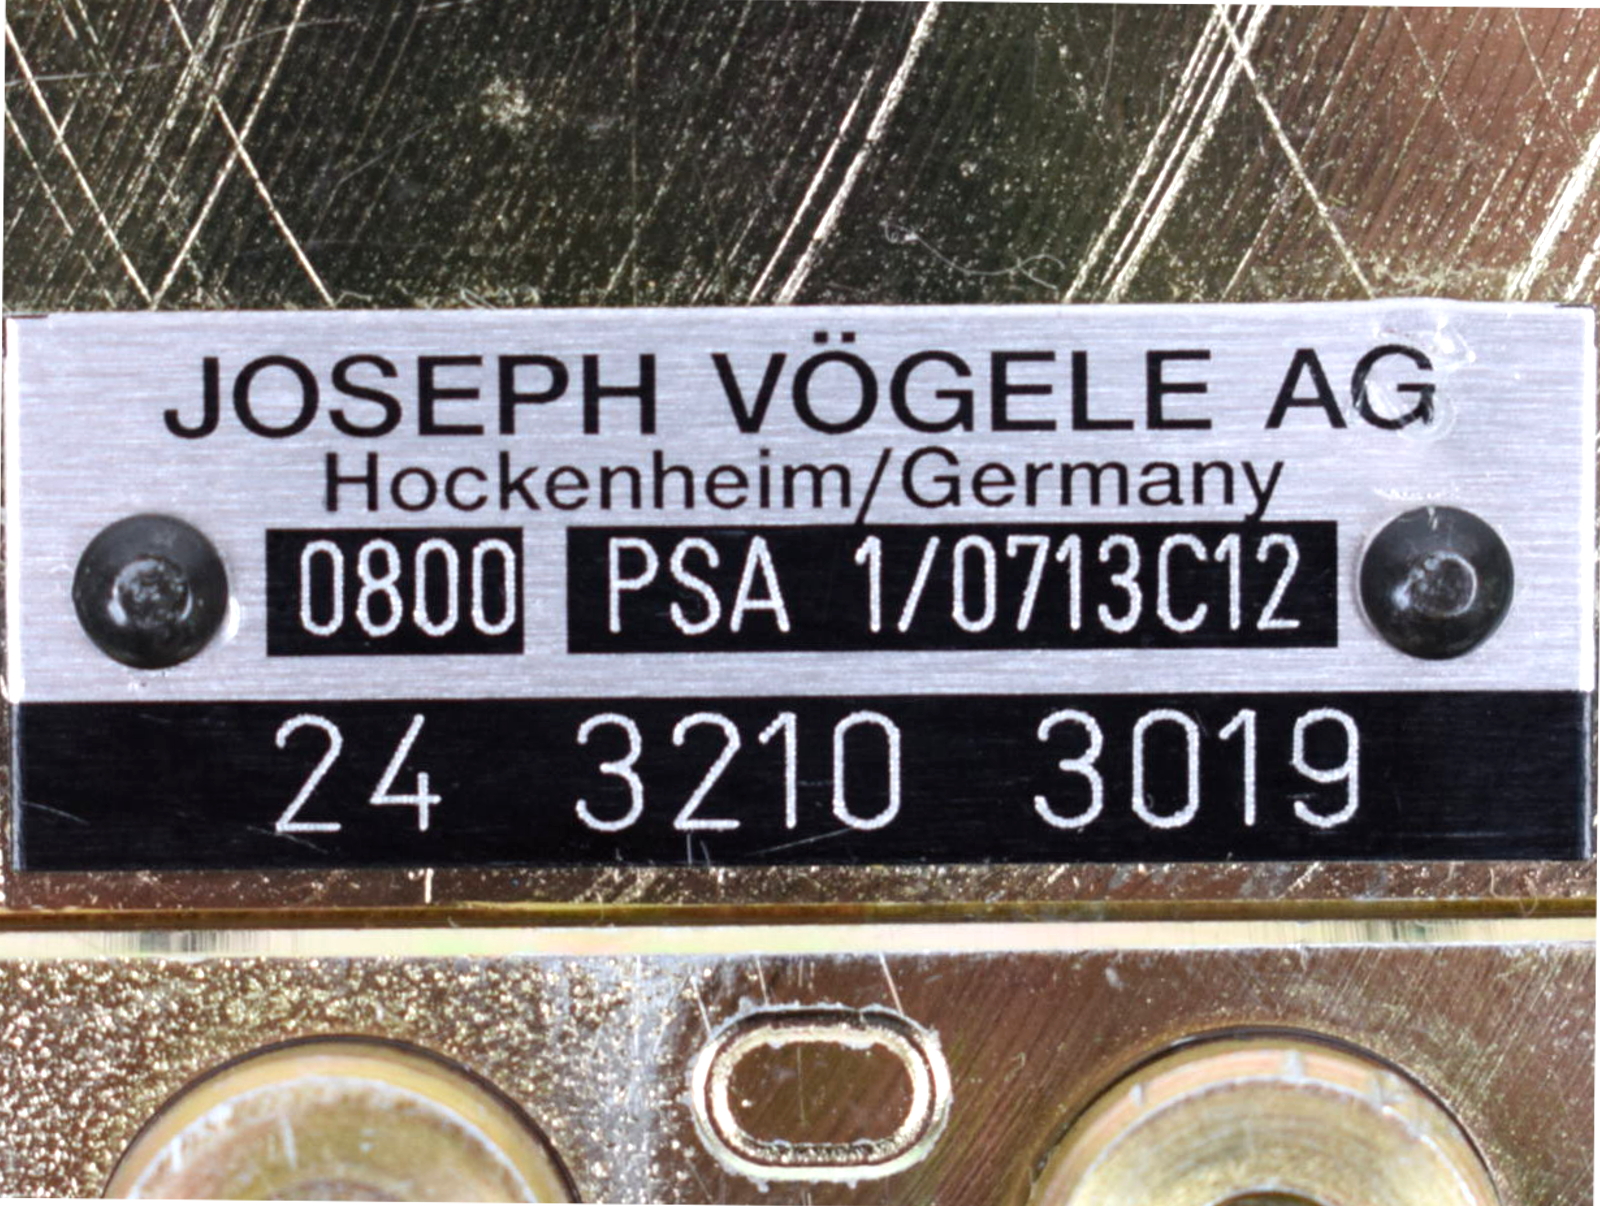 JOSEPH VÖGELE AG
Hockenheim/Germany
0800 PSA 1/0713C12
24 3210 3019